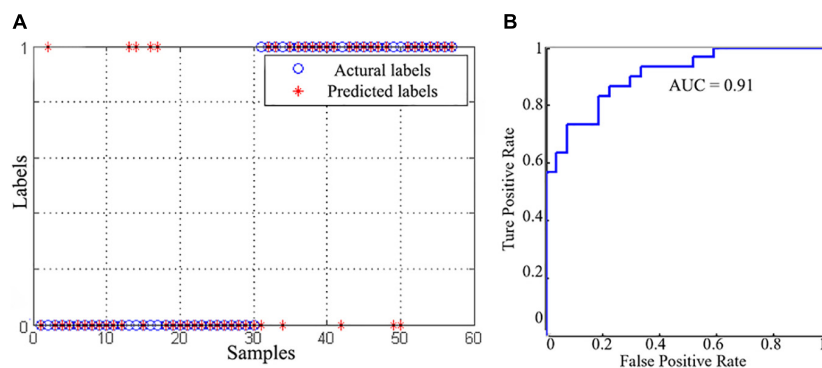 A
1
Labels
0
0
10
20
30
40
50
60
Samples
Actural labels
Predicted labels
B
1
0.8
0.6
0.4
0.2
0
Ture Positive Rate
AUC = 0.91
0
0.2
0.4
0.6
0.8
1
False Positive Rate